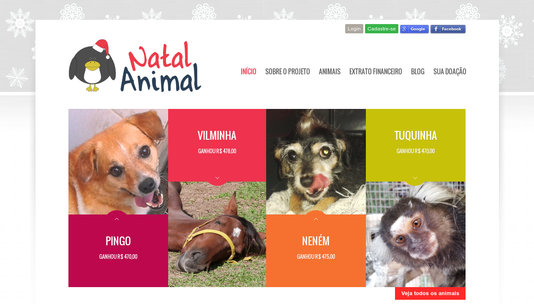 Login Cadastre-se Google Facebook
Natal
Animal
INÍCIO SOBRE O PROJETO ANIMAIS EXTRATO FINANCEIRO BLOG SUA DOAÇÃO
VILMINHA
GANHOU R$ 478,00
TUQUINHA
GANHOU R$ 470,00
PINGO
GANHOU R$ 470,00
NENÉM
GANHOU R$ 475,00
Veja todos os animais